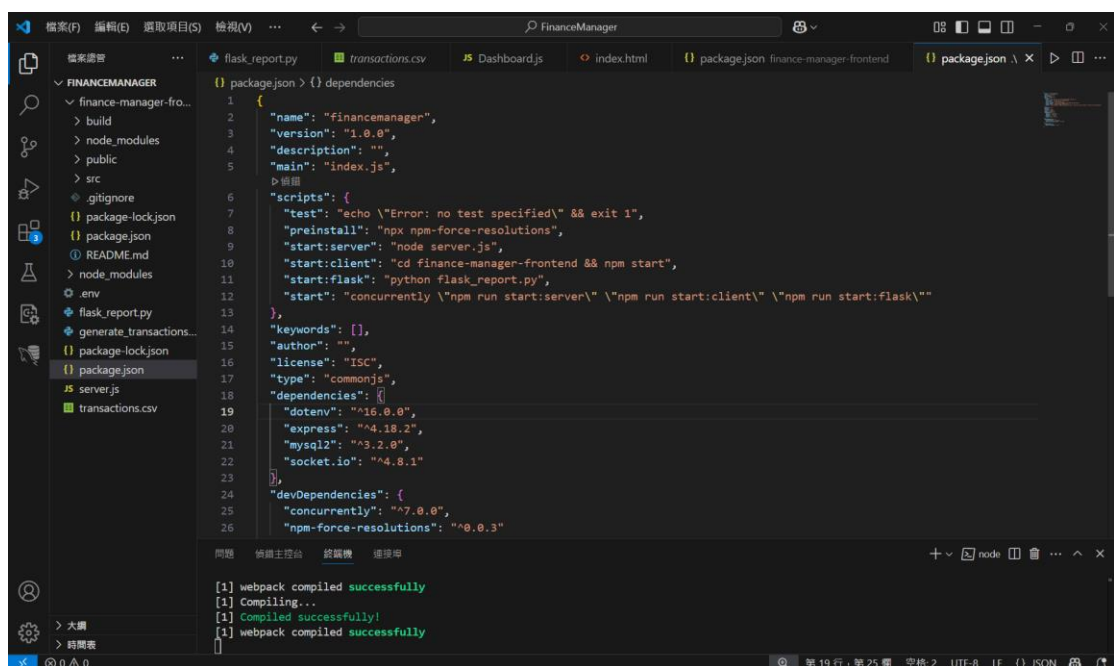 檔案(F) 編輯(E) 選取項目(S) 檢視(V) ··· FinanceManager
檔案總管 ···
flask_report.py transactions.csv JS Dashboard.js <> index.html {} package.json finance-manager-frontend {} package.json .\
FINANCEMANAGER
finance-manager-fro...
build
node_modules
public
src
.gitignore
{} package-lock.json
{} package.json
README.md
node_modules
.env
flask_report.py
generate_transactions...
{} package-lock.json
{} package.json
JS server.js
transactions.csv
大綱
時間表
3
{} package.json > {} dependencies
1 {
2 "name": "financemanager",
3 "version": "1.0.0",
4 "description": "",
5 "main": "index.js",
偵錯
6 "scripts": {
7 "test": "echo \"Error: no test specified\" && exit 1",
8 "preinstall": "npx npm-force-resolutions",
9 "start:server": "node server.js",
10 "start:client": "cd finance-manager-frontend && npm start",
11 "start:flask": "python flask_report.py",
12 "start": "concurrently \"npm run start:server\" \"npm run start:client\" \"npm run start:flask\""
13 },
14 "keywords": [],
15 "author": "",
16 "license": "ISC",
17 "type": "commonjs",
18 "dependencies": {
19 "dotenv": "^16.0.0",
20 "express": "^4.18.2",
21 "mysql2": "^3.2.0",
22 "socket.io": "^4.8.1"
23 },
24 "devDependencies": {
25 "concurrently": "^7.0.0",
26 "npm-force-resolutions": "^0.0.3"
問題 偵錯主控台 終端機 連接埠 node
[1] webpack compiled successfully
[1] Compiling...
[1] Compiled successfully!
[1] webpack compiled successfully
0 0 第 19 行,第 25 欄 空格: 2 UTF-8 LF {} JSON